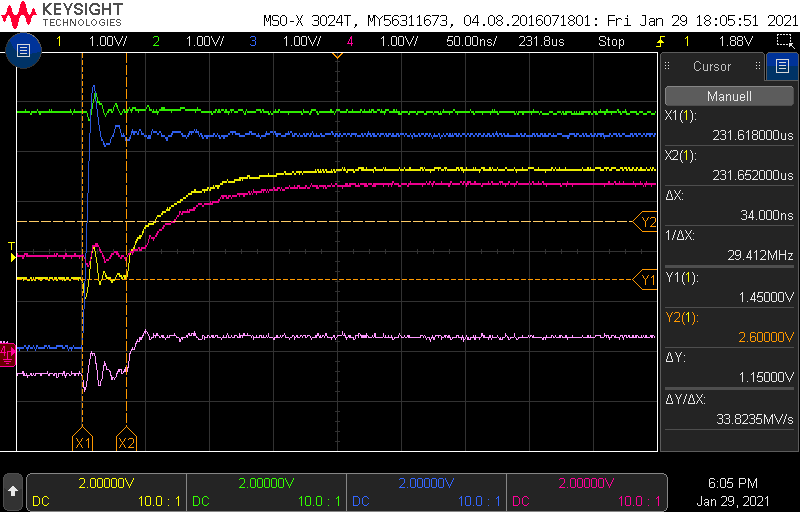 KEYSIGHT
TECHNOLOGIES
MSO-X 3024T, MY56311673, 04.08.2016071801: Fri Jan 29 18:05:51 2021
1 1.00V/ 2 1.00V/ 3 1.00V/ 4 1.00V/ 50.00ns/ 231.8us Stop 1 1.88V
Cursor
Manuell
X1(1):
231.618000us
X2(1):
231.652000us
ΔX:
34.000ns
1/ΔX:
29.412MHz
Y1(1):
1.45000V
Y2(1):
2.60000V
ΔY:
1.15000V
ΔY/ΔX:
33.8235MV/s
Y2
T
Y1
4
X1 X2
2.00000V 2.00000V 2.00000V 2.00000V
DC 10.0 : 1 DC 10.0 : 1 DC 10.0 : 1 DC 10.0 : 1
6:05 PM
Jan 29, 2021